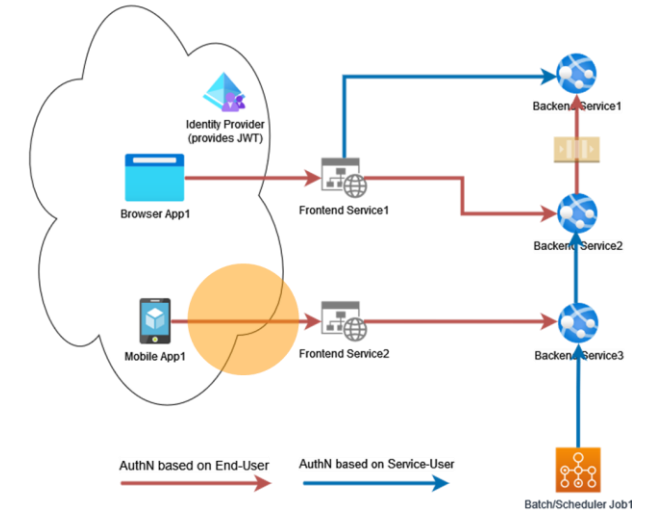 Identity Provider
(provides JWT)
Browser App1
Frontend Service1
Backend Service1
Backend Service2
Mobile App1
Frontend Service2
Backend Service3
AuthN based on End-User
AuthN based on Service-User
Batch/Scheduler Job1